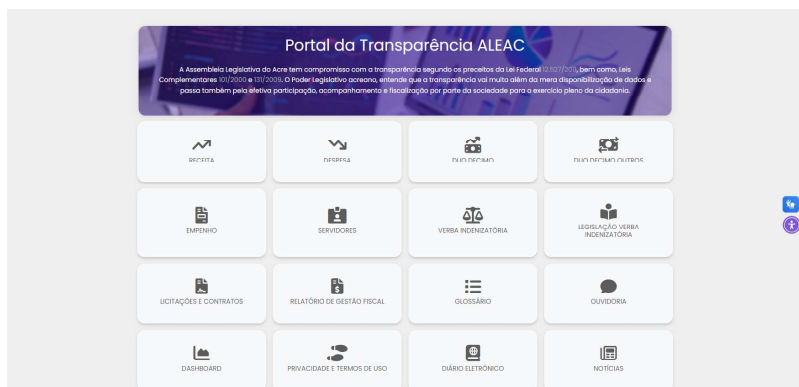 Portal da Transparência ALEAC
A Assembleia Legislativa do Acre tem compromisso com a transparência segundo os preceitos da Lei Federal 12.527/2011, bem como, Leis
Complementares 101/2000 e 131/2009. O Poder Legislativo acreano, entende que a transparência vai muito além da mera disponibilização de dados e
passa também pela efetiva participação, acompanhamento e fiscalização por parte da sociedade para o exercício pleno da cidadania.
RECEITA
DESPESA
DUO DECIMO
DUO DECIMO OUTROS
EMPENHO
SERVIDORES
VERBA INDENIZATÓRIA
LEGISLAÇÃO VERBA
INDENIZATÓRIA
LICITAÇÕES E CONTRATOS
RELATÓRIO DE GESTÃO FISCAL
GLOSSÁRIO
OUVIDORIA
DASHBOARD
PRIVACIDADE E TERMOS DE USO
DIÁRIO ELETRÔNICO
NOTÍCIAS